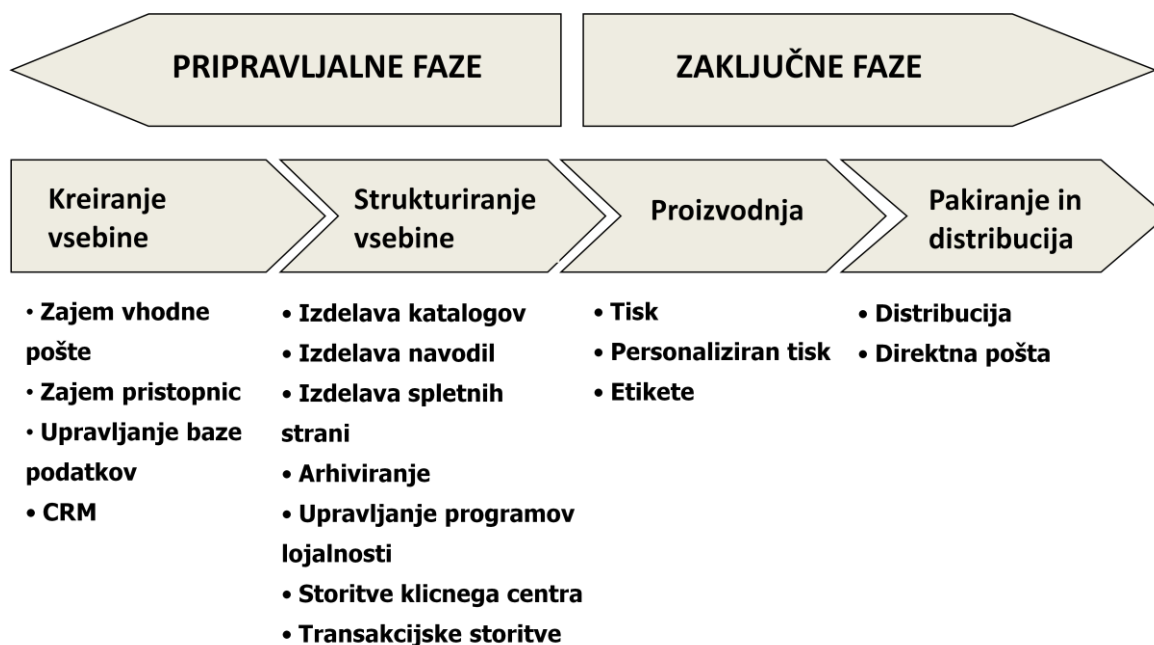 PRIPRAVLJALNE FAZE
ZAKLJUČNE FAZE
Kreiranje
vsebine
Strukturiranje
vsebine
Proizvodnja
Pakiranje in
distribucija
• Zajem vhodne
pošte
• Zajem pristopnic
• Upravljanje baze
podatkov
• CRM
• Izdelava katalogov
• Izdelava navodil
• Izdelava spletnih
strani
• Arhiviranje
• Upravljanje programov
lojalnosti
• Storitve klicnega centra
• Transakcijske storitve
• Tisk
• Personaliziran tisk
• Etikete
• Distribucija
• Direktna pošta